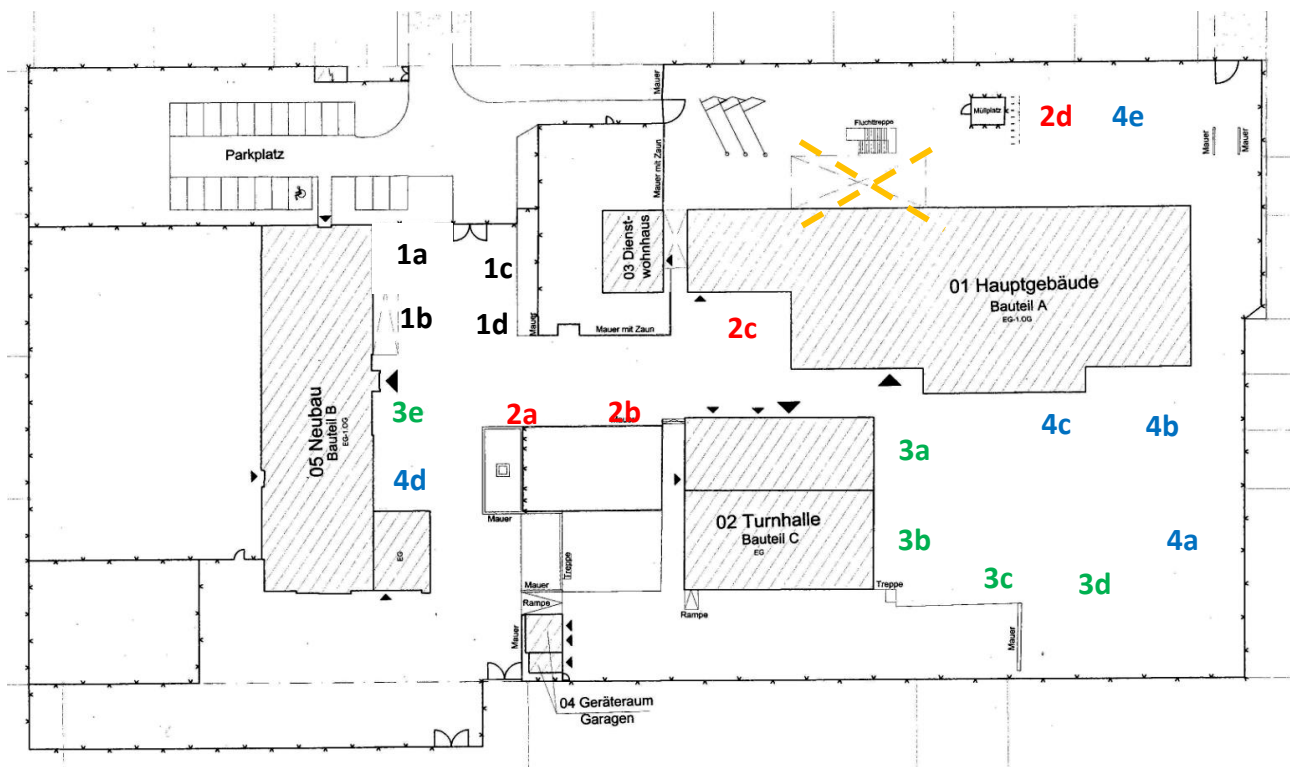 Mauer
Müllplatz
2d
4e
Fluchttreppe
Mauer
Mauer
Parkplatz
Mauer mit Zaun
1a
1c
03 Dienst-
wohnhaus
01 Hauptgebäude
Bauteil A
EG-1.OG
1b
1d
Mauer
Mauer mit Zaun
2c
05 Neubau
Bauteil B
EG-1.OG
3e
2a
2b
Mauer
4c
4b
3a
4d
Mauer
02 Turnhalle
Bauteil C
EG
3b
4a
EG
Treppe
Mauer
Rampe
Treppe
3c
3d
Rampe
Mauer
Mauer
04 Geräteraum
Garagen